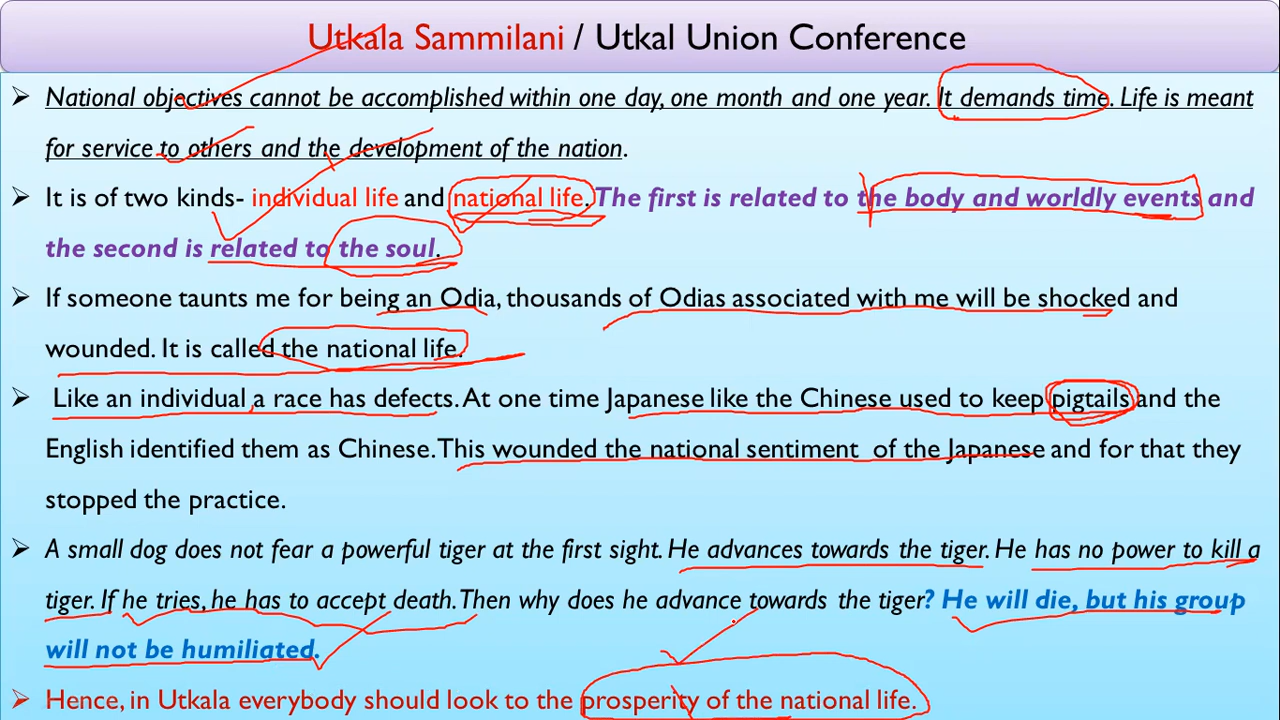 Utkala Sammilani / Utkal Union Conference
➢ National objectives cannot be accomplished within one day, one month and one year. It demands time. Life is meant
for service to others and the development of the nation.
➢ It is of two kinds- individual life and national life. The first is related to the body and worldly events and
the second is related to the soul.
➢ If someone taunts me for being an Odia, thousands of Odias associated with me will be shocked and
wounded. It is called the national life.
➢ Like an individual, a race has defects. At one time Japanese like the Chinese used to keep pigtails and the
English identified them as Chinese. This wounded the national sentiment of the Japanese and for that they
stopped the practice.
➢ A small dog does not fear a powerful tiger at the first sight. He advances towards the tiger. He has no power to kill a
tiger. If he tries, he has to accept death. Then why does he advance towards the tiger? He will die, but his group
will not be humiliated.
➢ Hence, in Utkala everybody should look to the prosperity of the national life.